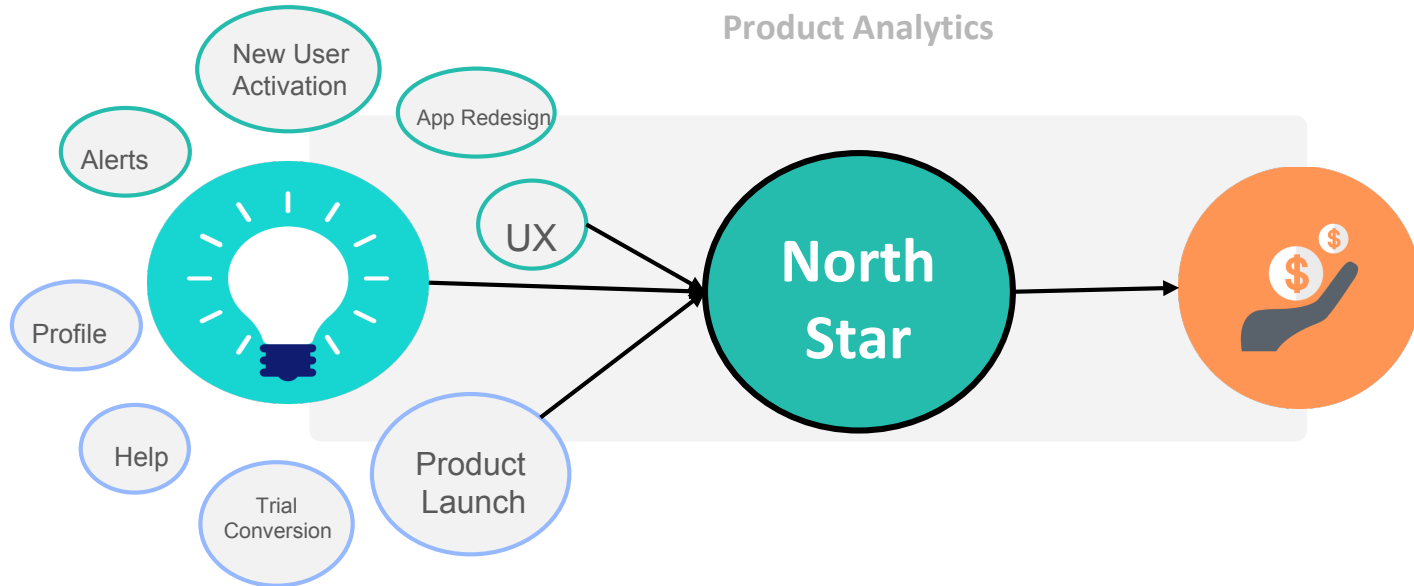 Product Analytics
New User
Activation
App Redesign
Alerts
UX
North
Star
$
$
Profile
Help
Product
Launch
Trial
Conversion